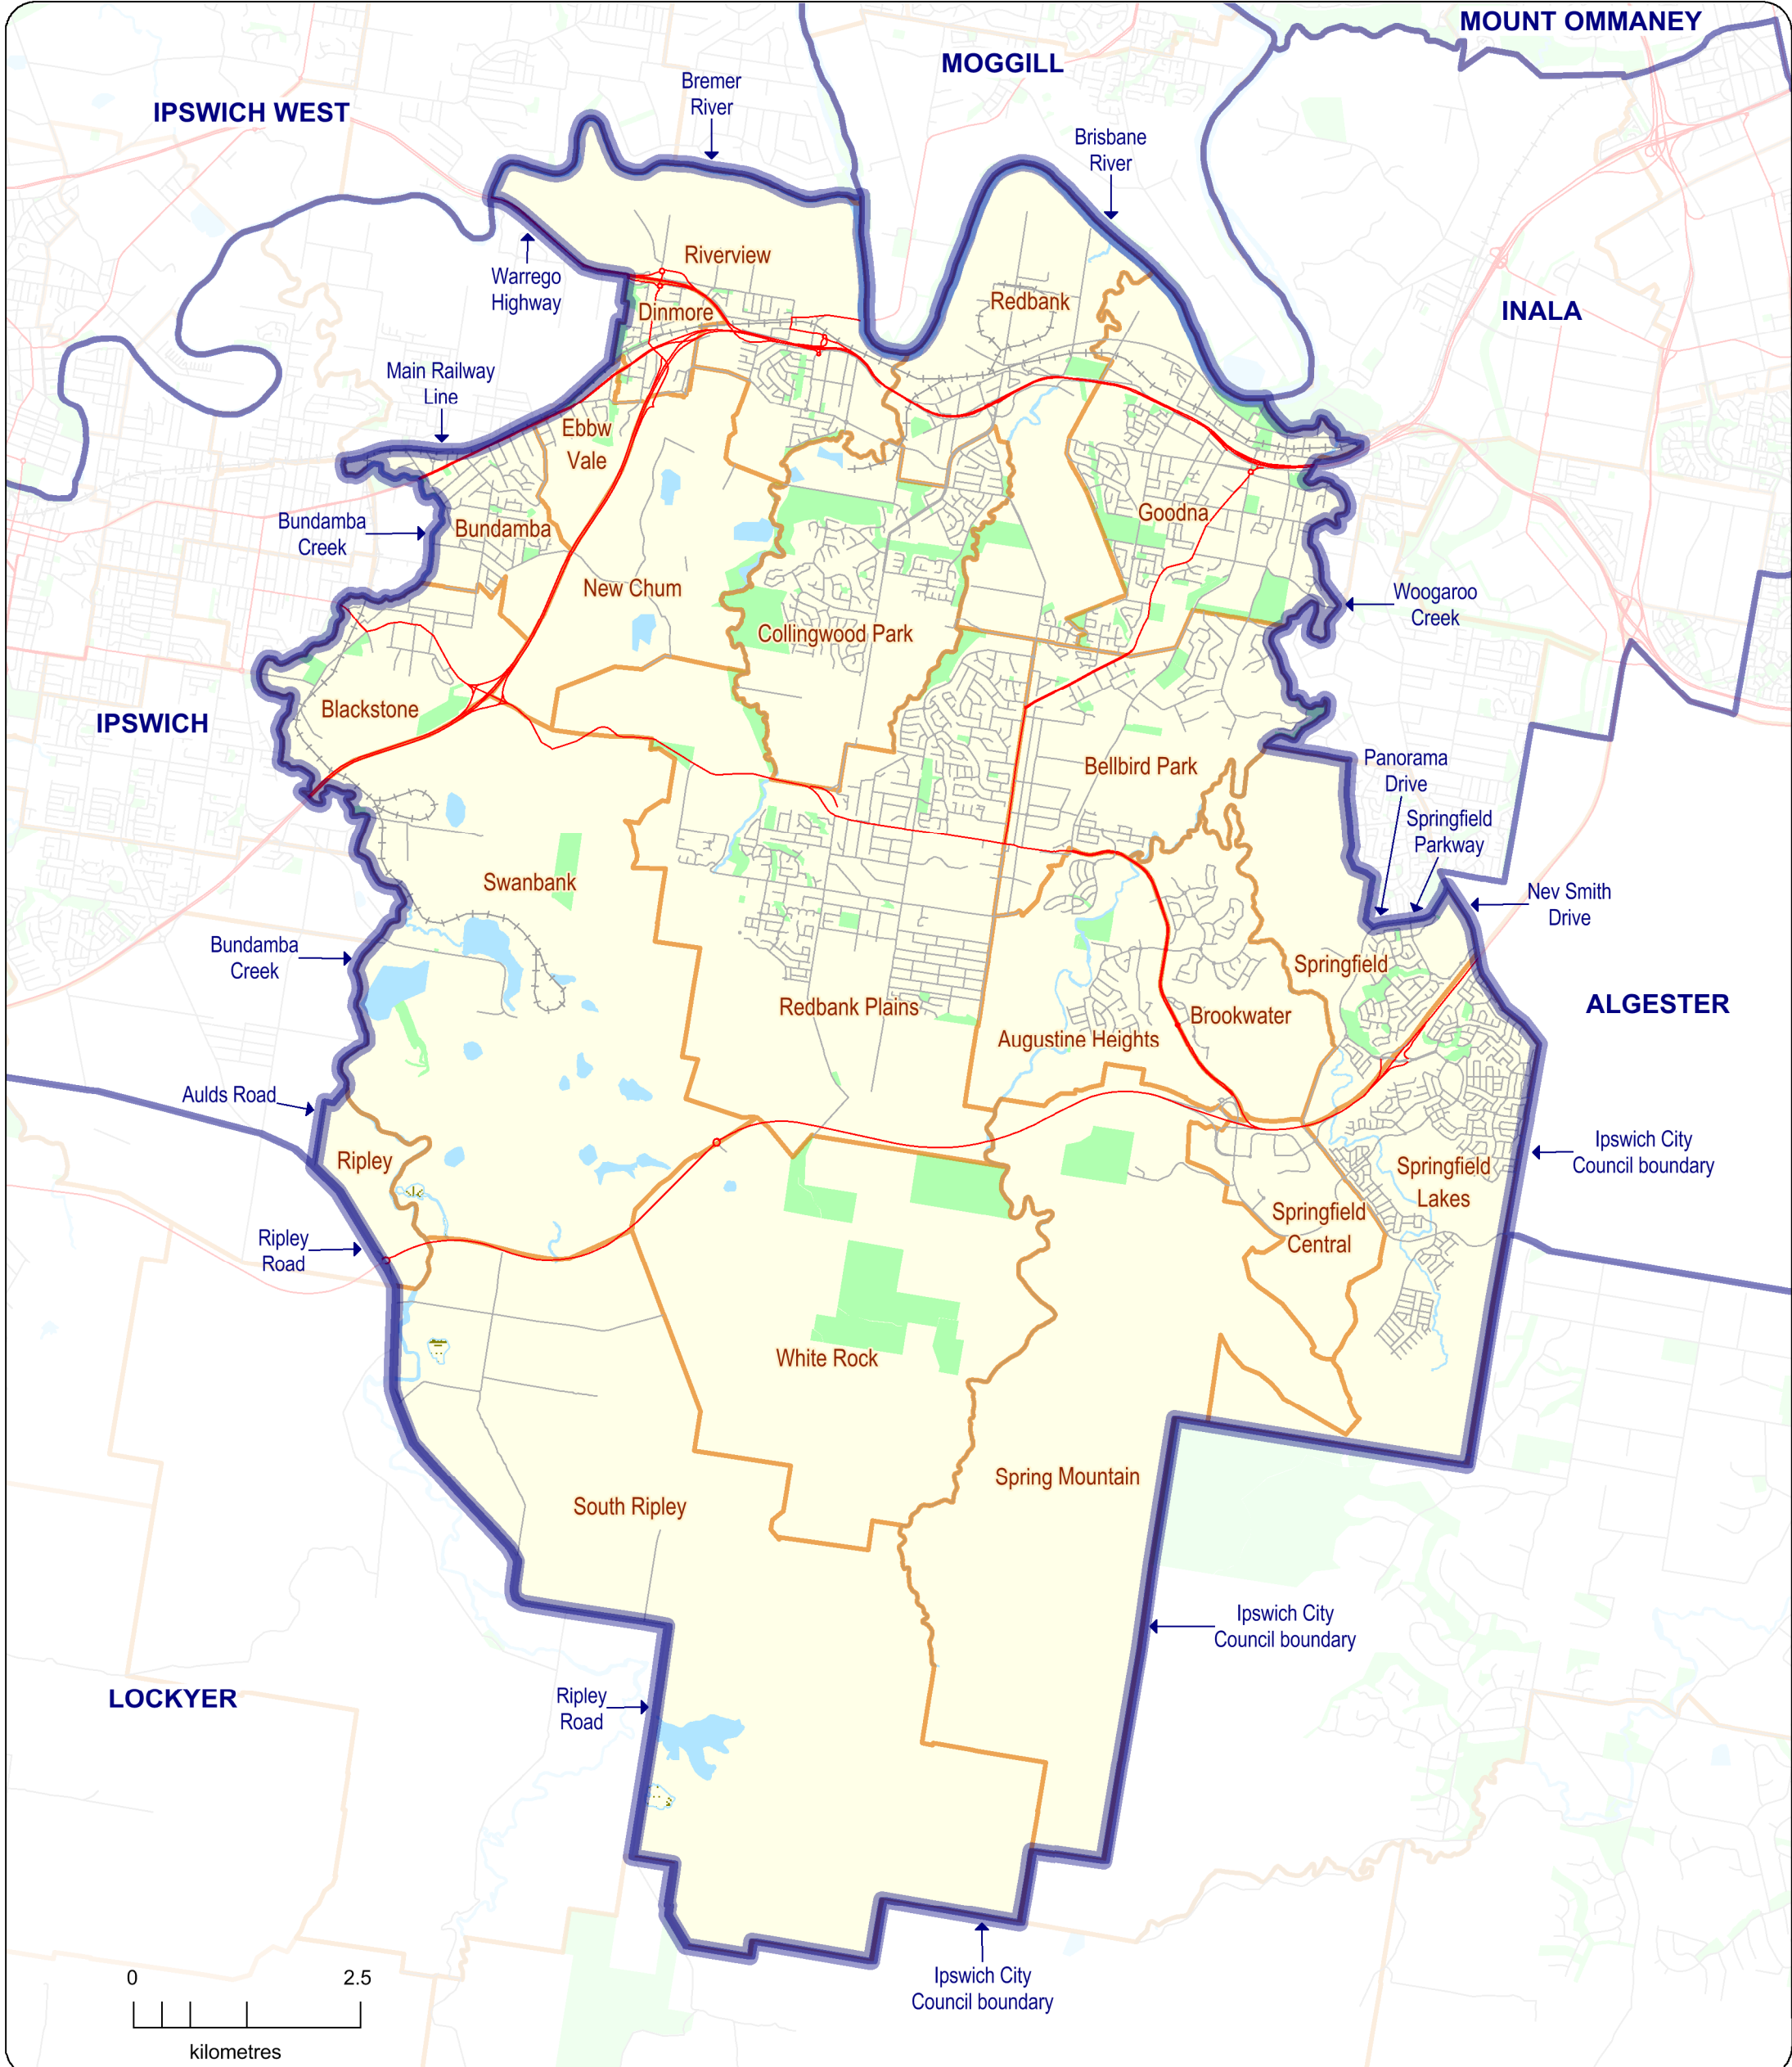 MOUNT OMMANEY
MOGGILL
IPSWICH WEST
Bremer
River
Brisbane
River
Riverview
Warrego
Highway
Redbank
Dinmore
INALA
Main Railway
Line
Ebbw
Vale
Bundamba
Creek
Bundamba
Goodna
New Chum
Woogaroo
Creek
Collingwood Park
Blackstone
IPSWICH
Bellbird Park
Panorama
Drive
Springfield
Parkway
Swanbank
Nev Smith
Drive
Bundamba
Creek
Springfield
Redbank Plains
ALGESTER
Brookwater
Augustine Heights
Aulds Road
Ripley
Ipswich City
Council boundary
Springfield
Lakes
Springfield
Central
Ripley
Road
White Rock
Spring Mountain
South Ripley
Ipswich City
Council boundary
LOCKYER
Ripley
Road
Ipswich City
Council boundary
0 2.5
kilometres